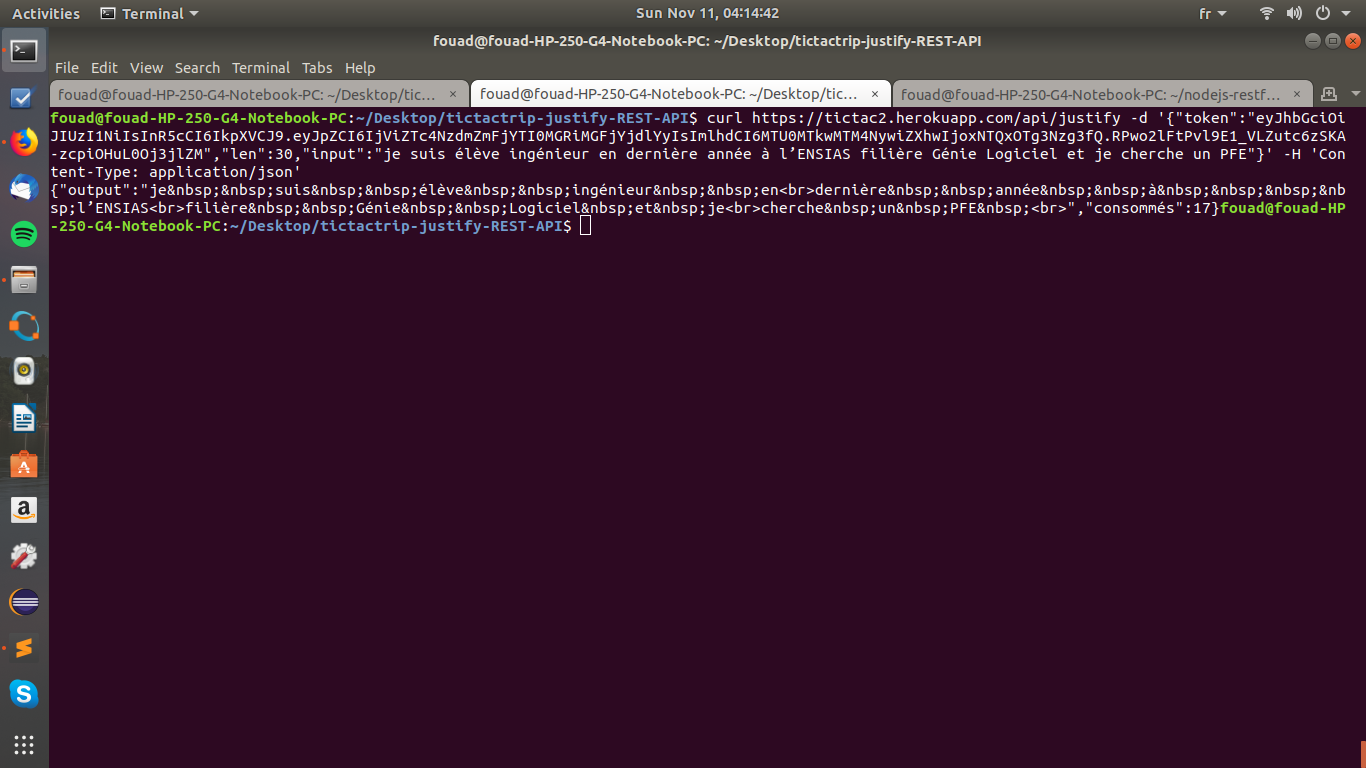 Activities
Terminal
Sun Nov 11, 04:14:42
fr
fouad@fouad-HP-250-G4-Notebook-PC: ~/Desktop/tictactrip-justify-REST-API
File Edit View Search Terminal Tabs Help
fouad@fouad-HP-250-G4-Notebook-PC: ~/Desktop/tic…
fouad@fouad-HP-250-G4-Notebook-PC: ~/Desktop/tic…
fouad@fouad-HP-250-G4-Notebook-PC: ~/nodejs-restf…
fouad@fouad-HP-250-G4-Notebook-PC:~/Desktop/tictactrip-justify-REST-API$ curl https://tictac2.herokuapp.com/api/justify -d '{"token":"eyJhbGciOi
JIUzI1NiIsInR5cCI6IkpXVCJ9.eyJpZCI6IjViZTc4NzdmZmFjYTI0MGRiMGFjYjdlYyIsImlhdCI6MTU0MTkwMTM4NywiZXhwIjoxNTQxOTg3Nzg3fQ.RPwo2lFtPvl9E1_VLZutc6zSKA
-zcpiOHuL0Oj3jlZM","len":30,"input":"je suis élève ingénieur en dernière année à l’ENSIAS filière Génie Logiciel et je cherche un PFE"}' -H 'Con
tent-Type: application/json'
{"output":"je&nbsp;&nbsp;suis&nbsp;&nbsp;élève&nbsp;&nbsp;ingénieur&nbsp;&nbsp;en<br>dernière&nbsp;&nbsp;année&nbsp;&nbsp;à&nbsp;&nbsp;&nbsp;&nb
sp;l’ENSIAS<br>filière&nbsp;&nbsp;Génie&nbsp;&nbsp;Logiciel&nbsp;et&nbsp;je<br>cherche&nbsp;un&nbsp;PFE&nbsp;<br>","consommés":17}fouad@fouad-HP
-250-G4-Notebook-PC:~/Desktop/tictactrip-justify-REST-API$